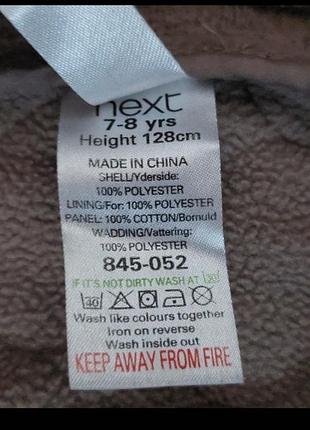 next
7-8 yrs
Height 128cm
MADE IN CHINA
SHELL/Yderside:
100% POLYESTER
LINING/For: 100% POLYESTER
PANEL: 100% COTTON/Bomuld
WADDING/Vattering:
100% POLYESTER
845-052
IF IT'S NOT DIRTY WASH AT 30
40
Wash like colours together
Iron on reverse
Wash inside out
KEEP AWAY FROM FIRE